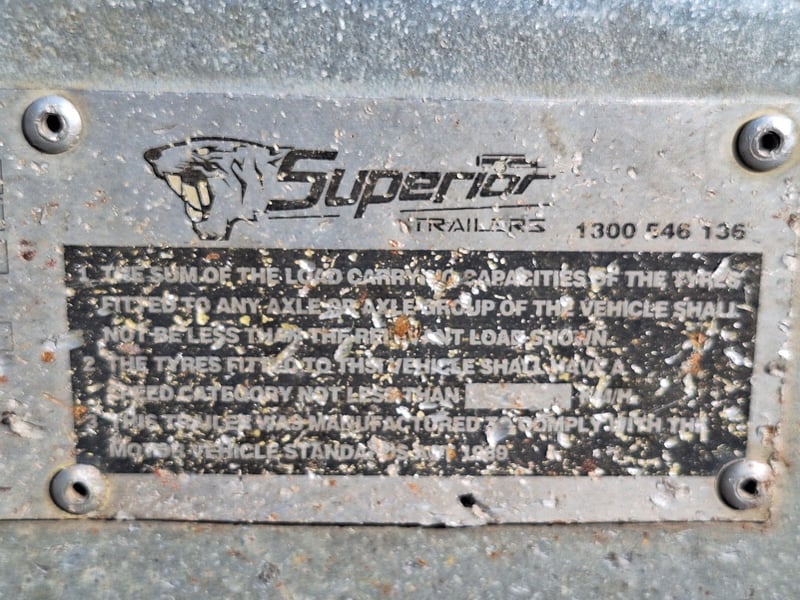 Superior
TRAILERS
1300 546 136
1. THE SUM OF THE LOAD CARRYING CAPACITIES OF THE TYRES
FITTED TO ANY AXLE OR AXLE GROUP OF THE VEHICLE SHALL
NOT BE LESS THAN THE RELEVANT LOAD SHOWN.
2. THE TYRES FITTED TO THIS VEHICLE SHALL HAVE A
SPEED CATEGORY NOT LESS THAN KM/H.
3. THIS TRAILER WAS MANUFACTURED TO COMPLY WITH THE
MOTOR VEHICLE STANDARDS ACT 1989